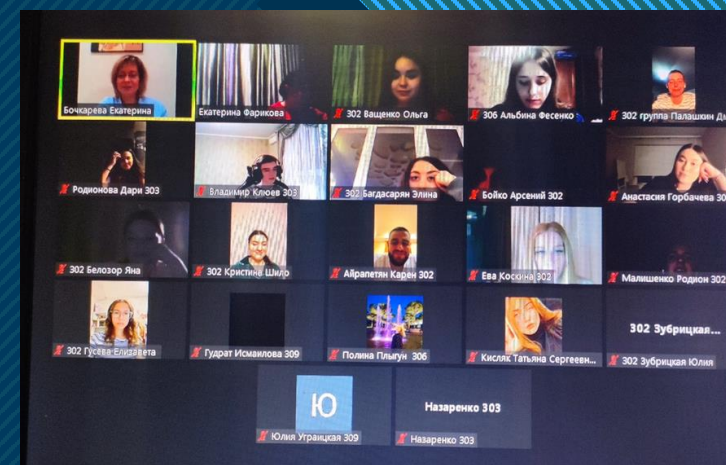 Бочкарева Екатерина
Екатерина Фарикова
302 Ващенко Ольга
306 Альбина Фесенко
302 группа Палашкин
Родионова Дари 303
Владимир Клюев 303
302 Багдасарян Элина
Бойко Арсений 302
Анастасия Горбачева 30
302 Белозор Яна
302 Кристина Шило
Айрапетян Карен 302
Ева Коскина 302
Малишенко Родион 302
302 Гусева Елизавета
Гудрат Исмаилова 309
Полина Плыгун 306
Кисляк Татьяна Сергеевн...
302 Зубрицкая...
302 Зубрицкая Юлия
Ю
Юлия Уграицкая 309
Назаренко 303
Назаренко 303